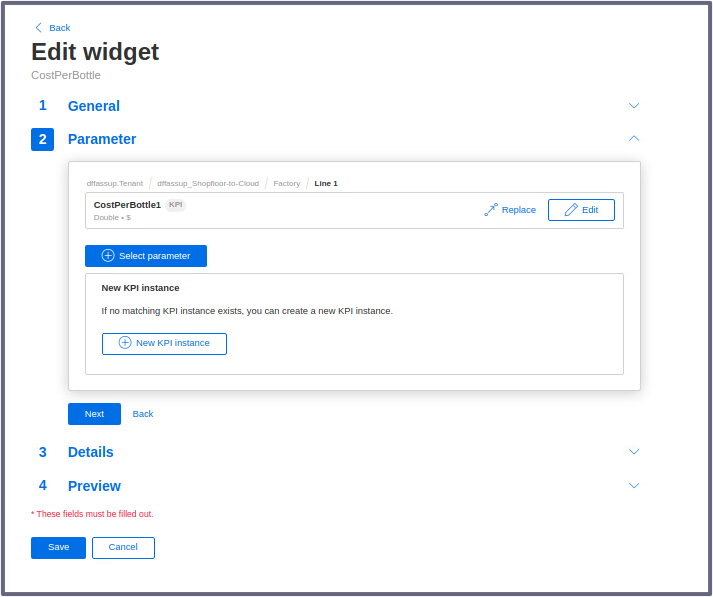 Back
Edit widget
CostPerBottle
1 General
2 Parameter
dffassup.Tenant / dffassup_Shopfloor-to-Cloud / Factory / Line 1
CostPerBottle1 KPI
Double • $
Replace
Edit
Select parameter
New KPI instance
If no matching KPI instance exists, you can create a new KPI instance.
New KPI instance
Next Back
3 Details
4 Preview
* These fields must be filled out.
Save Cancel